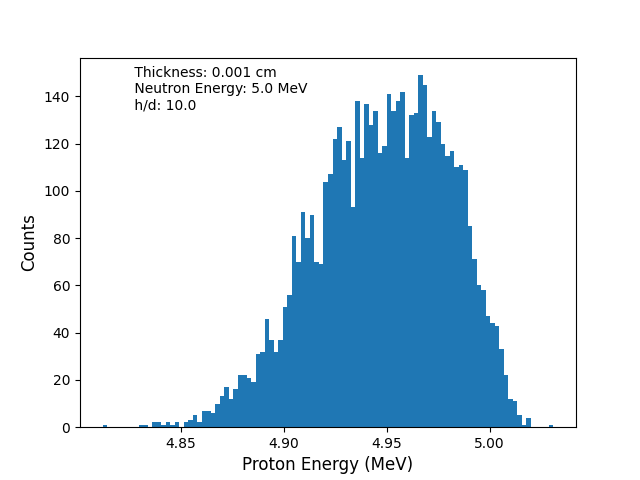 Thickness: 0.001 cm
Neutron Energy: 5.0 MeV
h/d: 10.0
140
120
100
80
60
40
20
0
Counts
4.85 4.90 4.95 5.00
Proton Energy (MeV)